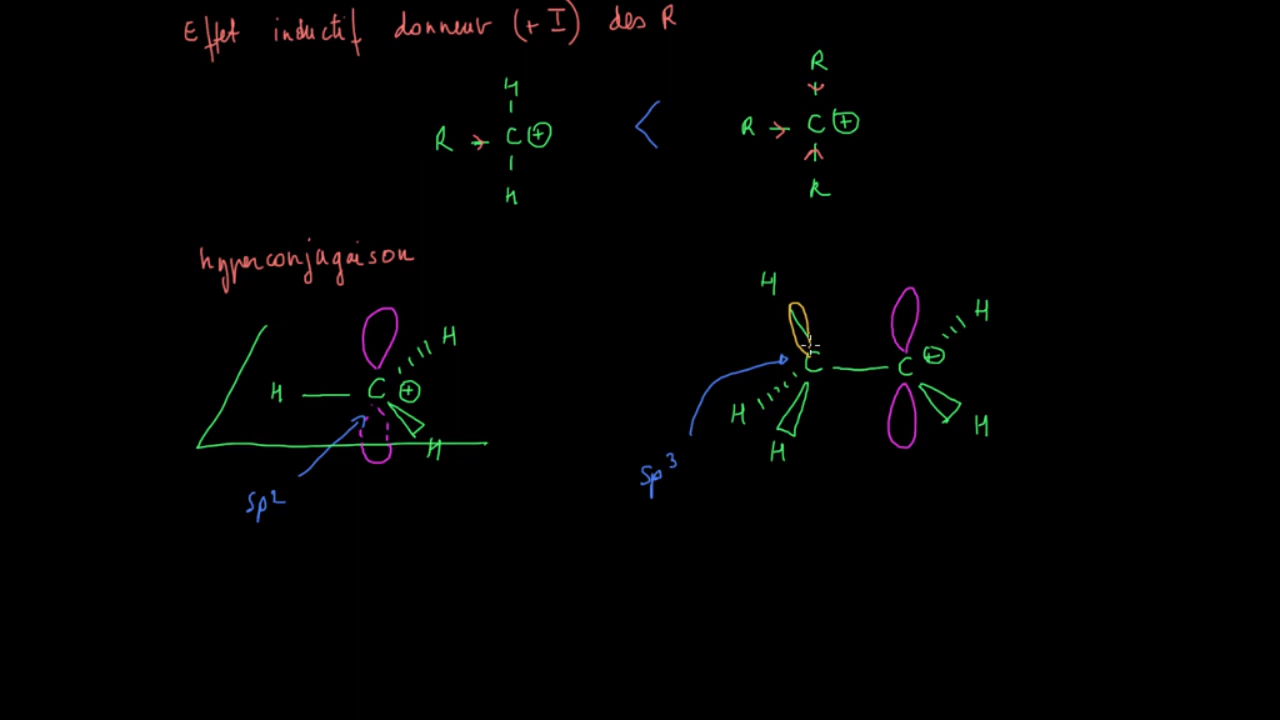 Effet inductif donneur (+ I) des R
H
R C +
H
<
R
R C +
R
hyperconjugaison
H
H C +
H
sp2
H
C C +
H
H
H
H
sp3